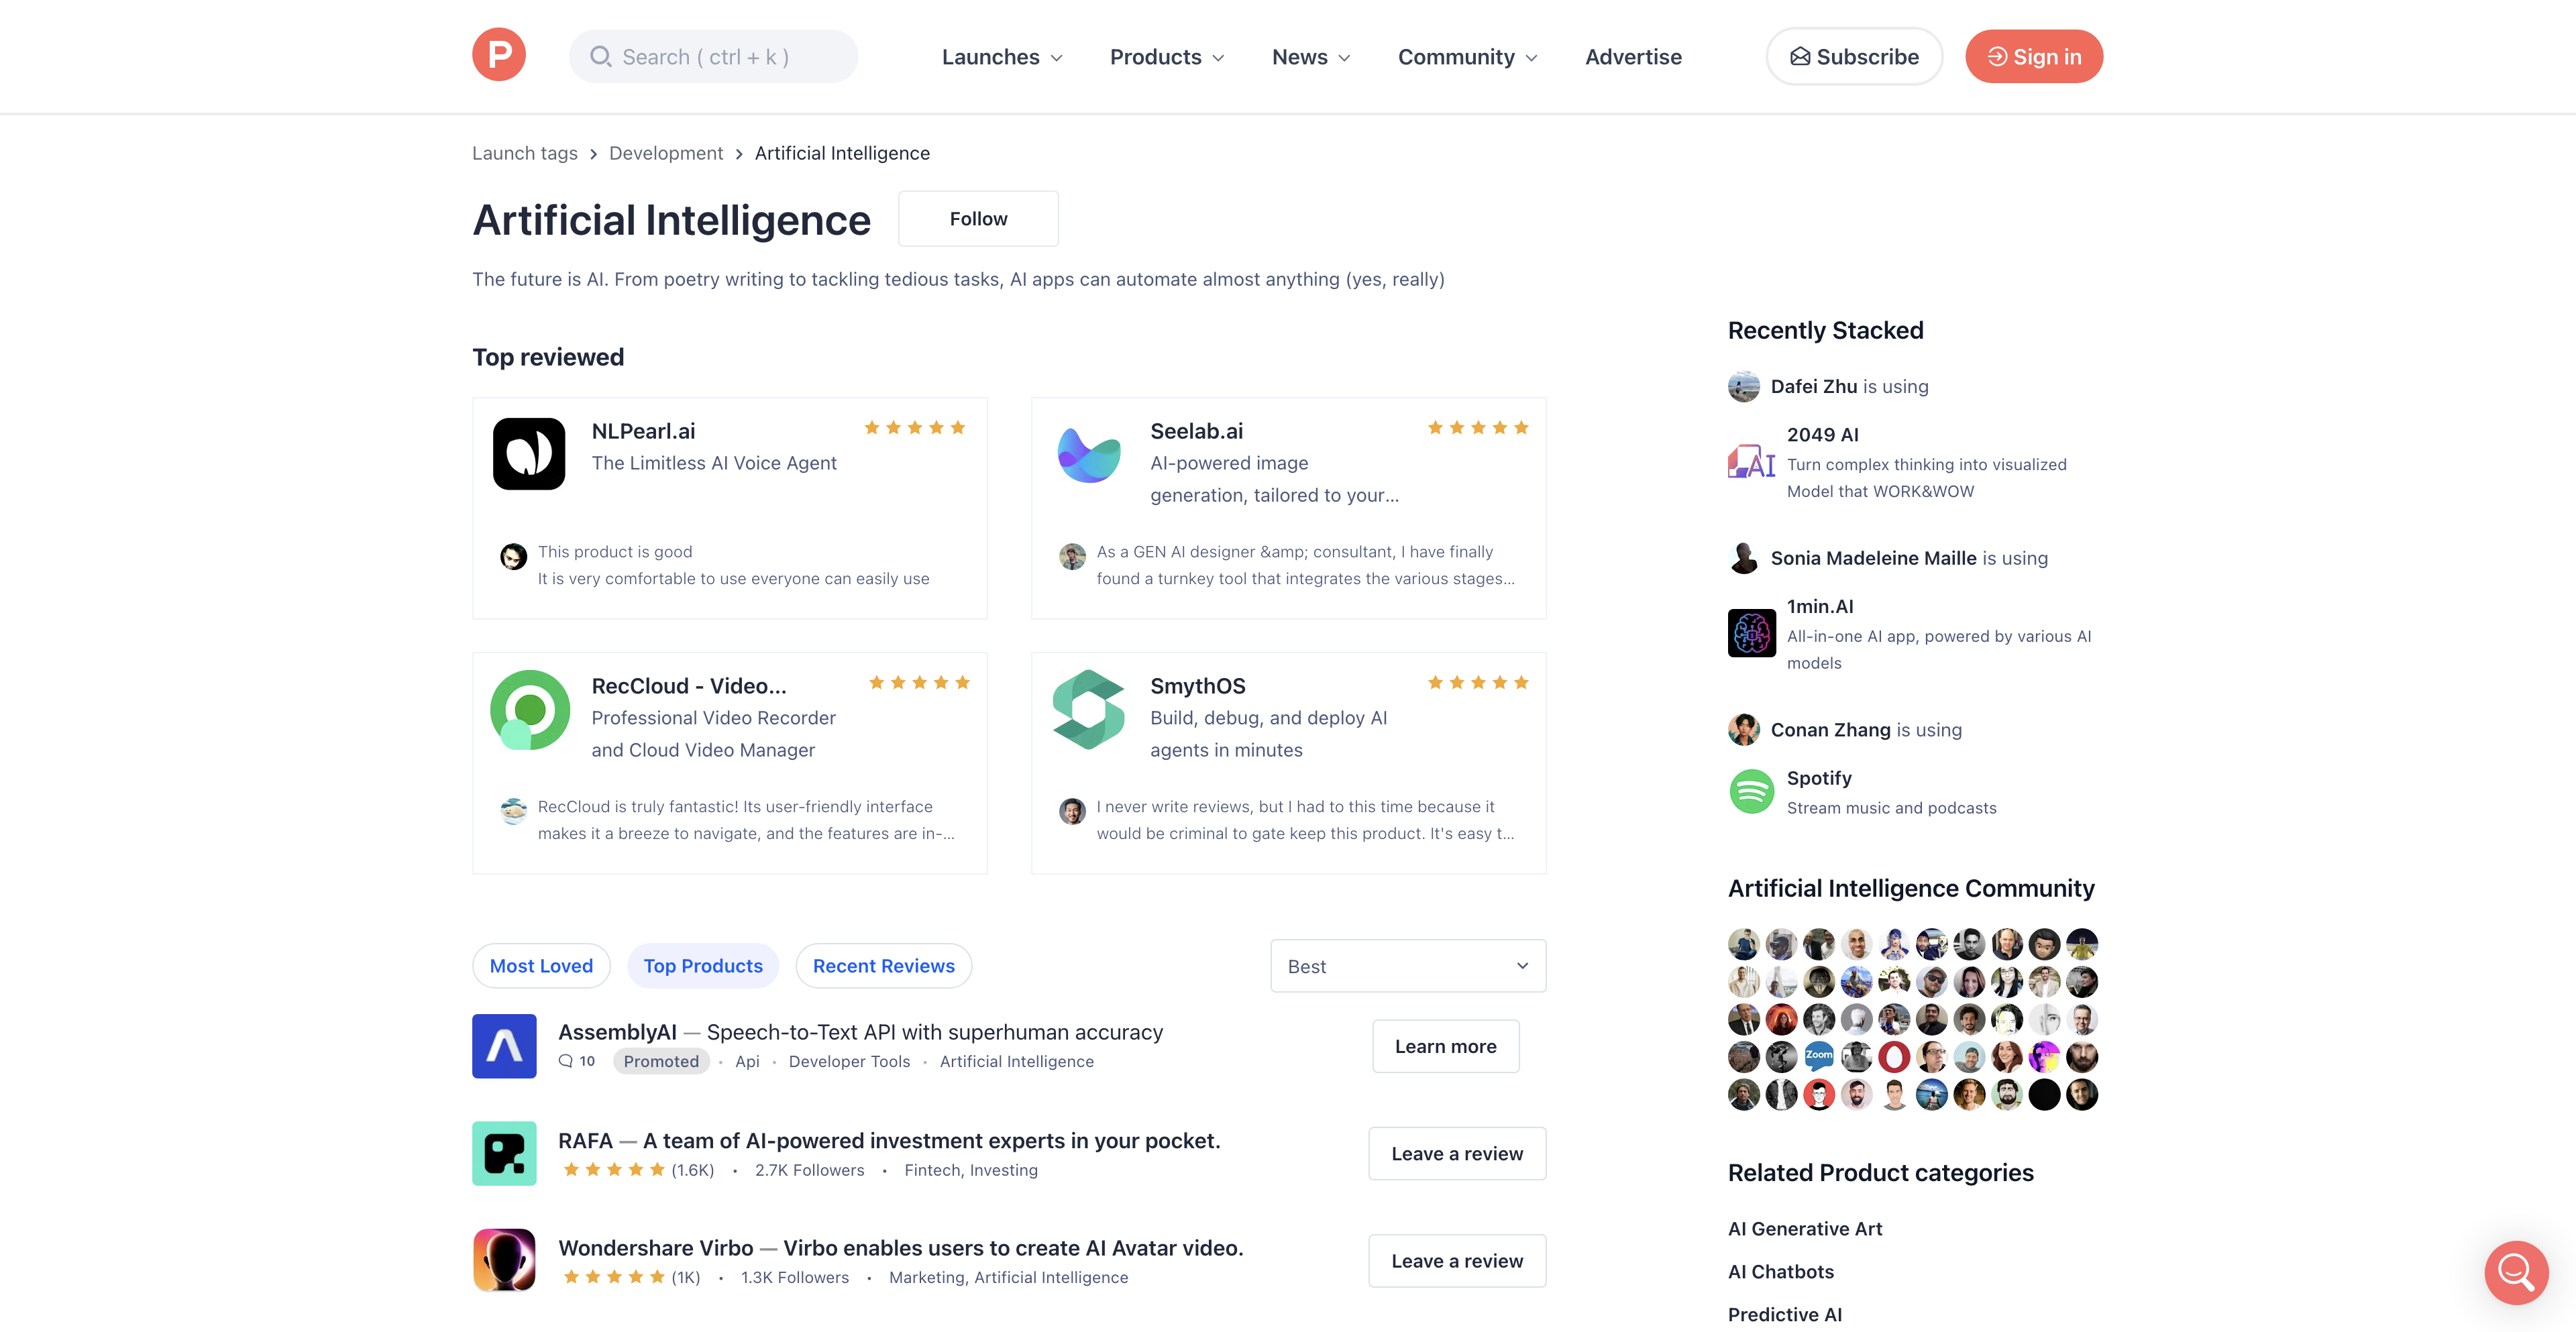 P
Search ( ctrl + k )
Launches
Products
News
Community
Advertise
Subscribe
Sign in
Launch tags > Development > Artificial Intelligence
Artificial Intelligence
Follow
The future is AI. From poetry writing to tackling tedious tasks, AI apps can automate almost anything (yes, really)
Top reviewed
NLPearl.ai
The Limitless AI Voice Agent
This product is good
It is very comfortable to use everyone can easily use
Seelab.ai
AI-powered image
generation, tailored to your...
As a GEN AI designer &amp; consultant, I have finally
found a turnkey tool that integrates the various stages...
RecCloud - Video...
Professional Video Recorder
and Cloud Video Manager
RecCloud is truly fantastic! Its user-friendly interface
makes it a breeze to navigate, and the features are in-...
SmythOS
Build, debug, and deploy AI
agents in minutes
I never write reviews, but I had to this time because it
would be criminal to gate keep this product. It's easy t...
Most Loved
Top Products
Recent Reviews
Best
AssemblyAI — Speech-to-Text API with superhuman accuracy
10 Promoted • Api • Developer Tools • Artificial Intelligence
Learn more
RAFA — A team of AI-powered investment experts in your pocket.
(1.6K) • 2.7K Followers • Fintech, Investing
Leave a review
Wondershare Virbo — Virbo enables users to create AI Avatar video.
(1K) • 1.3K Followers • Marketing, Artificial Intelligence
Leave a review
Recently Stacked
Dafei Zhu is using
AI
2049 AI
Turn complex thinking into visualized
Model that WORK&WOW
Sonia Madeleine Maille is using
1min.AI
All-in-one AI app, powered by various AI
models
Conan Zhang is using
Spotify
Stream music and podcasts
Artificial Intelligence Community
Zoom
Related Product categories
AI Generative Art
AI Chatbots
Predictive AI